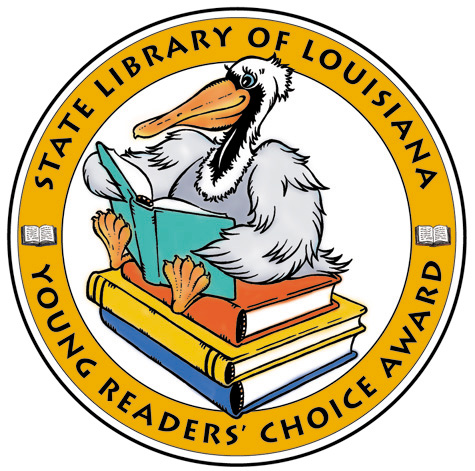 STATE LIBRARY OF LOUISIANA
YOUNG READERS' CHOICE AWARD